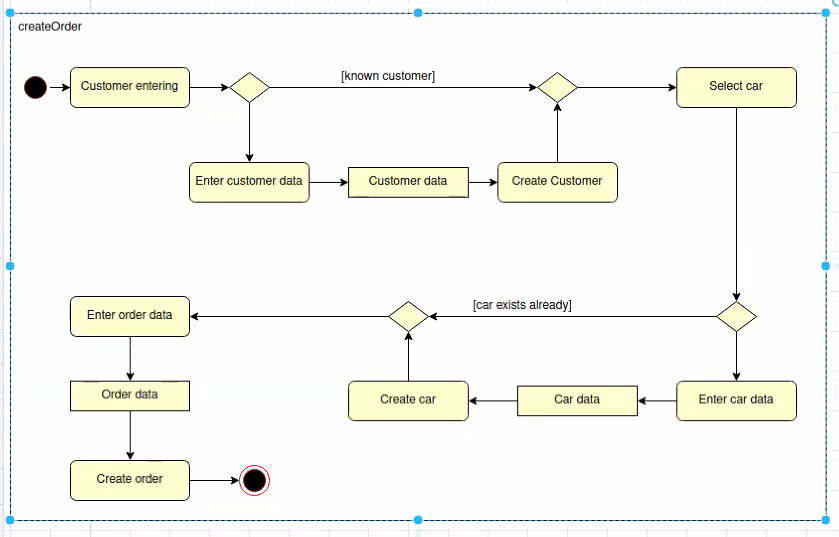 createOrder
Customer entering
[known customer]
Select car
Enter customer data
Customer data
Create Customer
Enter order data
[car exists already]
Order data
Create car
Car data
Enter car data
Create order